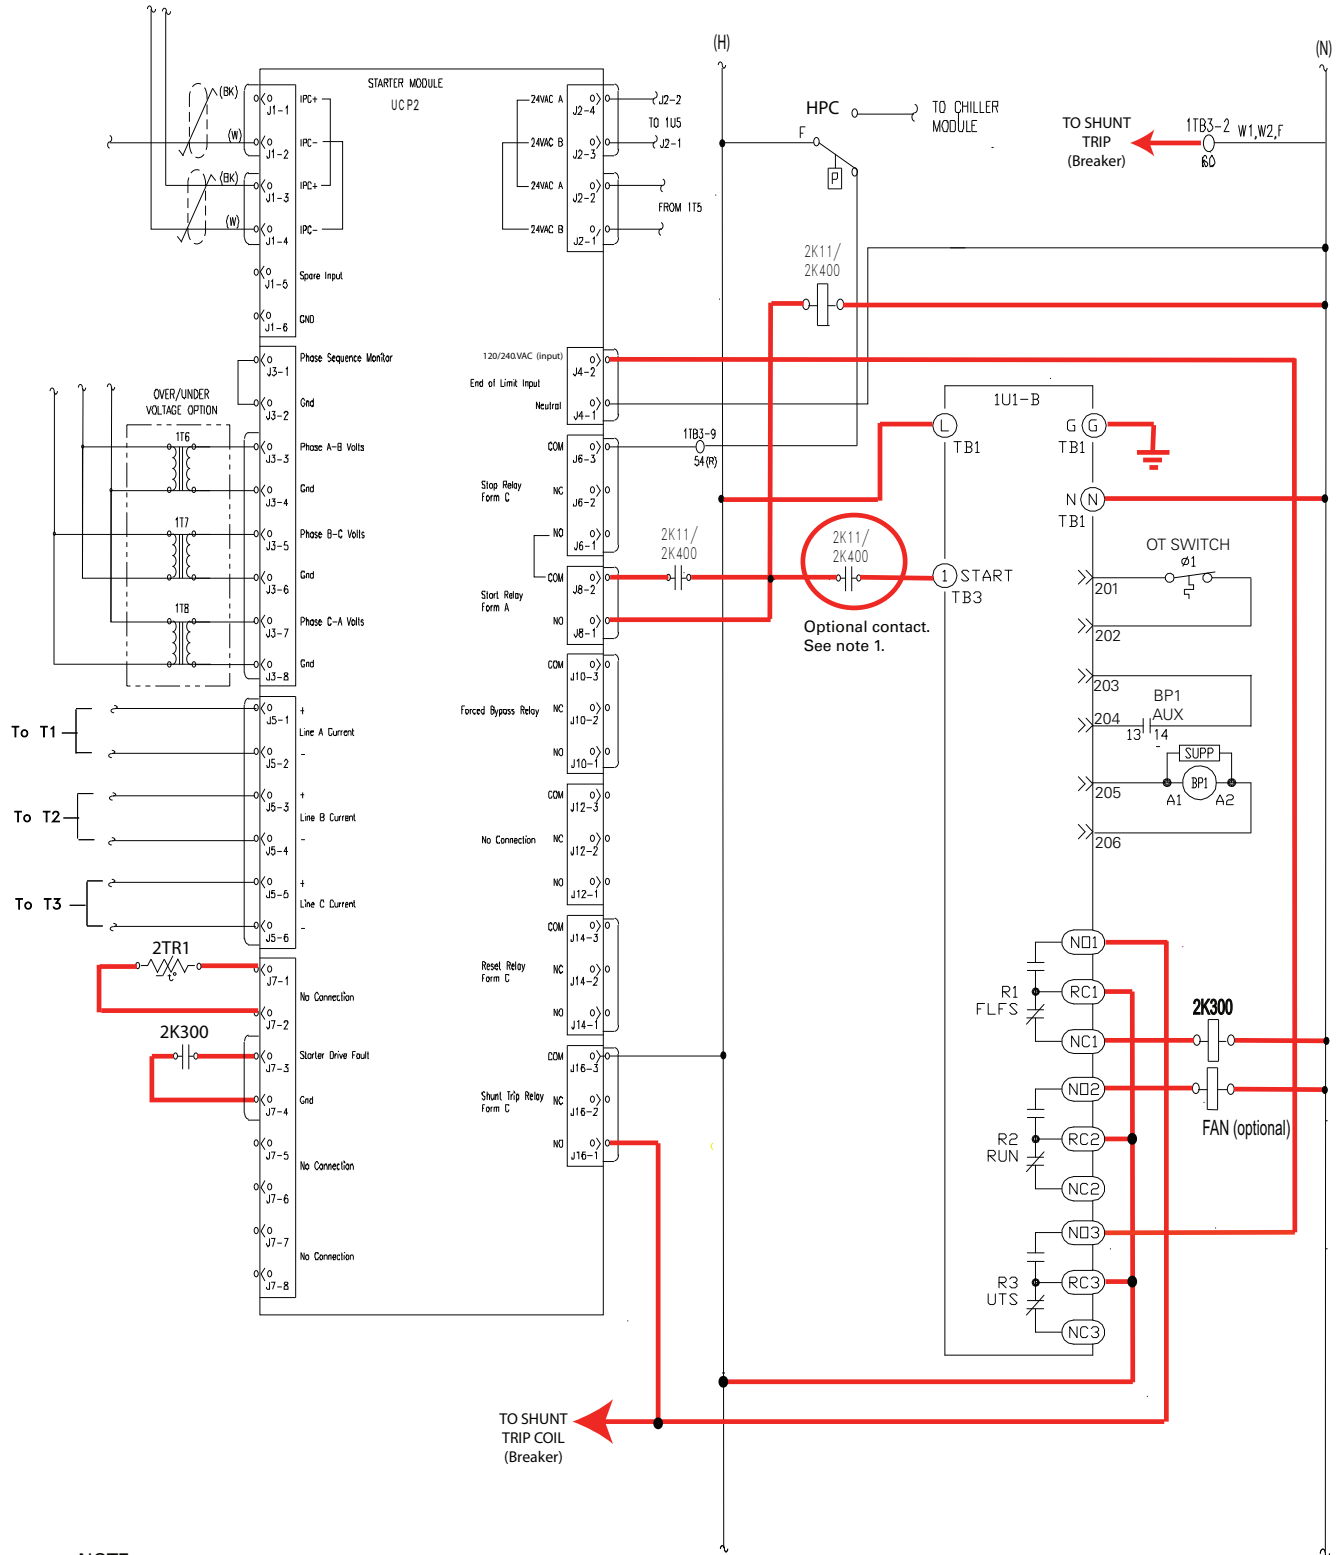 (H)
(N)
STARTER MODULE
UCP2
(BK)
J1-1
IPC+
(W)
J1-2
IPC-
(BK)
J1-3
IPC+
(W)
J1-4
IPC-
J1-5
Spare Input
J1-6
GND
24VAC A
J2-4
J2-2
TO 1U5
24VAC B
J2-3
J2-1
24VAC A
J2-2
FROM 1T5
24VAC B
J2-1
HPC
TO CHILLER
MODULE
F
P
TO SHUNT
TRIP
(Breaker)
1TB3-2
W1,W2,F
60
2K11/
2K400
OVER/UNDER
VOLTAGE OPTION
1T6
1T7
1T8
Phase Sequence Monitor
J3-1
Gnd
J3-2
Phase A-B Volts
J3-3
Gnd
J3-4
Phase B-C Volts
J3-5
Gnd
J3-6
Phase C-A Volts
J3-7
Gnd
J3-8
120/240.VAC (input)
J4-2
End of Limit Input
Neutral
J4-1
COM
J6-3
1TB3-9
54(R)
Stop Relay
Form C
NC
J6-2
NO
J6-1
COM
J8-2
Start Relay
Form A
NO
J8-1
2K11/
2K400
2K11/
2K400
Optional contact.
See note 1.
COM
J10-3
Forced Bypass Relay
NC
J10-2
NO
J10-1
COM
J12-3
No Connection
NC
J12-2
NO
J12-1
COM
J14-3
Reset Relay
Form C
NC
J14-2
NO
J14-1
COM
J16-3
Shunt Trip Relay
Form C
NC
J16-2
NO
J16-1
To T1
+
J5-1
Line A Current
-
J5-2
To T2
+
J5-3
Line B Current
-
J5-4
To T3
+
J5-5
Line C Current
-
J5-6
2TR1
J7-1
No Connection
J7-2
2K300
Starter Drive Fault
J7-3
Gnd
J7-4
J7-5
No Connection
J7-6
J7-7
No Connection
J7-8
1U1-B
L
TB1
G
G
TB1
N
N
TB1
1
START
TB3
OT SWITCH
Ø1
201
202
203
BP1
AUX
204
13
14
SUPP
205
BP1
A1
A2
206
NO1
R1
FLFS
RC1
NC1
2K300
NO2
R2
RUN
RC2
NC2
FAN (optional)
NO3
R3
UTS
RC3
NC3
TO SHUNT
TRIP COIL
(Breaker)